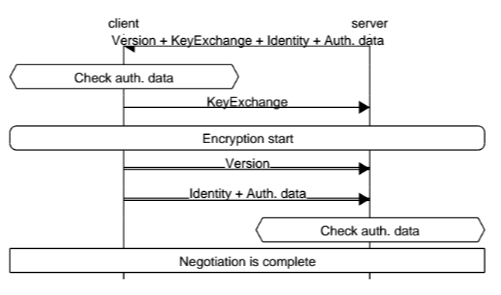 client server
Version + KeyExchange + Identity + Auth. data
Check auth. data
KeyExchange
Encryption start
Version
Identity + Auth. data
Check auth. data
Negotiation is complete